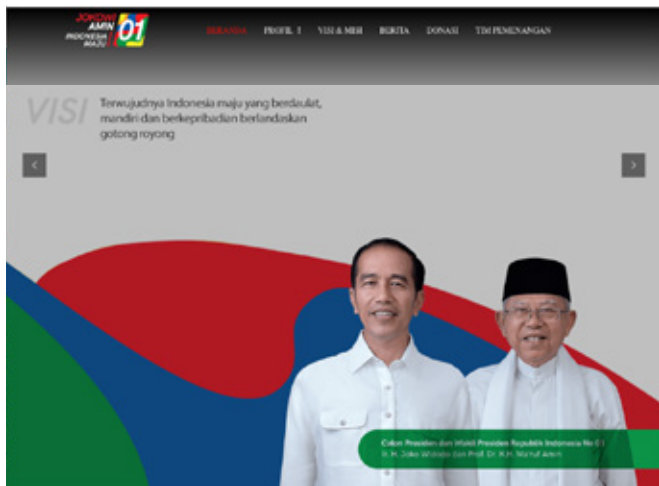 JOKOWI
AMIN
INDONESIA
MAJU
01
BERANDA PROFIL VISI & MISI BERITA DONASI TIM PEMENANGAN
VISI
Terwujudnya Indonesia maju yang berdaulat,
mandiri dan berkepribadian berlandaskan
gotong royong
Calon Presiden dan Wakil Presiden Republik Indonesia No 01
Ir. H. Joko Widodo dan Prof. Dr. H.M. Ma'ruf Amin